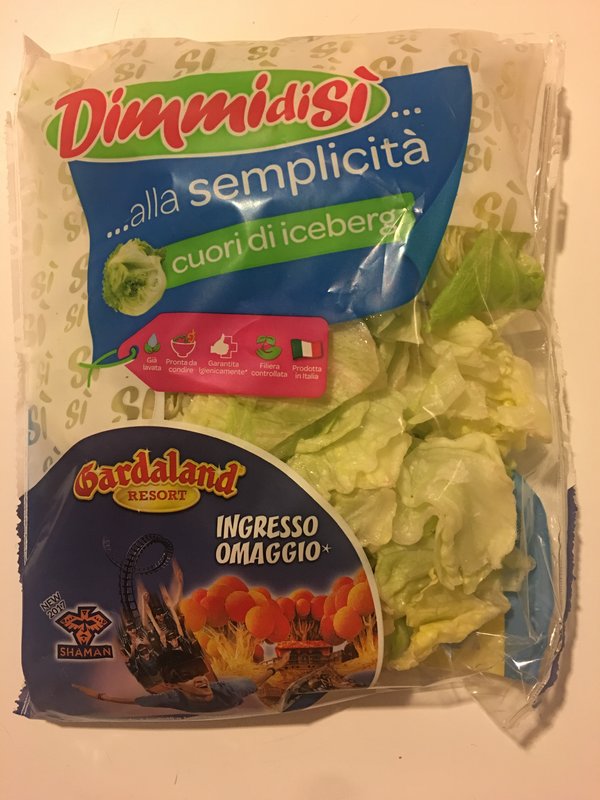 DimmidiSì...
...alla semplicità
cuori di iceberg
Già
lavata
Pronta da
condire
Garantita
Igienicamente*
Filiera
controllata
Prodotta
in Italia
Gardaland
RESORT
INGRESSO
OMAGGIO*
NEW
2017
SHAMAN